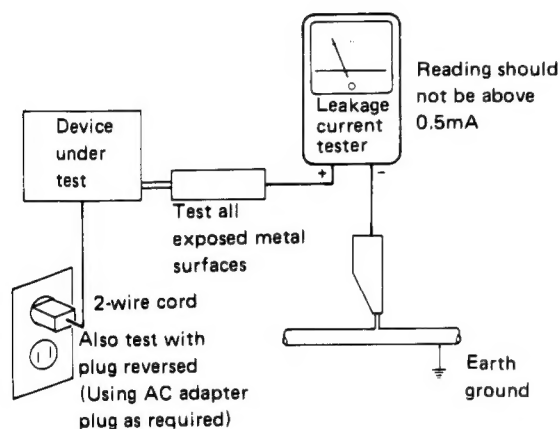 Device
under
test
Leakage
current
tester
+ -
Reading should
not be above
0.5mA
Test all
exposed metal
surfaces
2-wire cord
Also test with
plug reversed
(Using AC adapter
plug as required)
Earth
ground